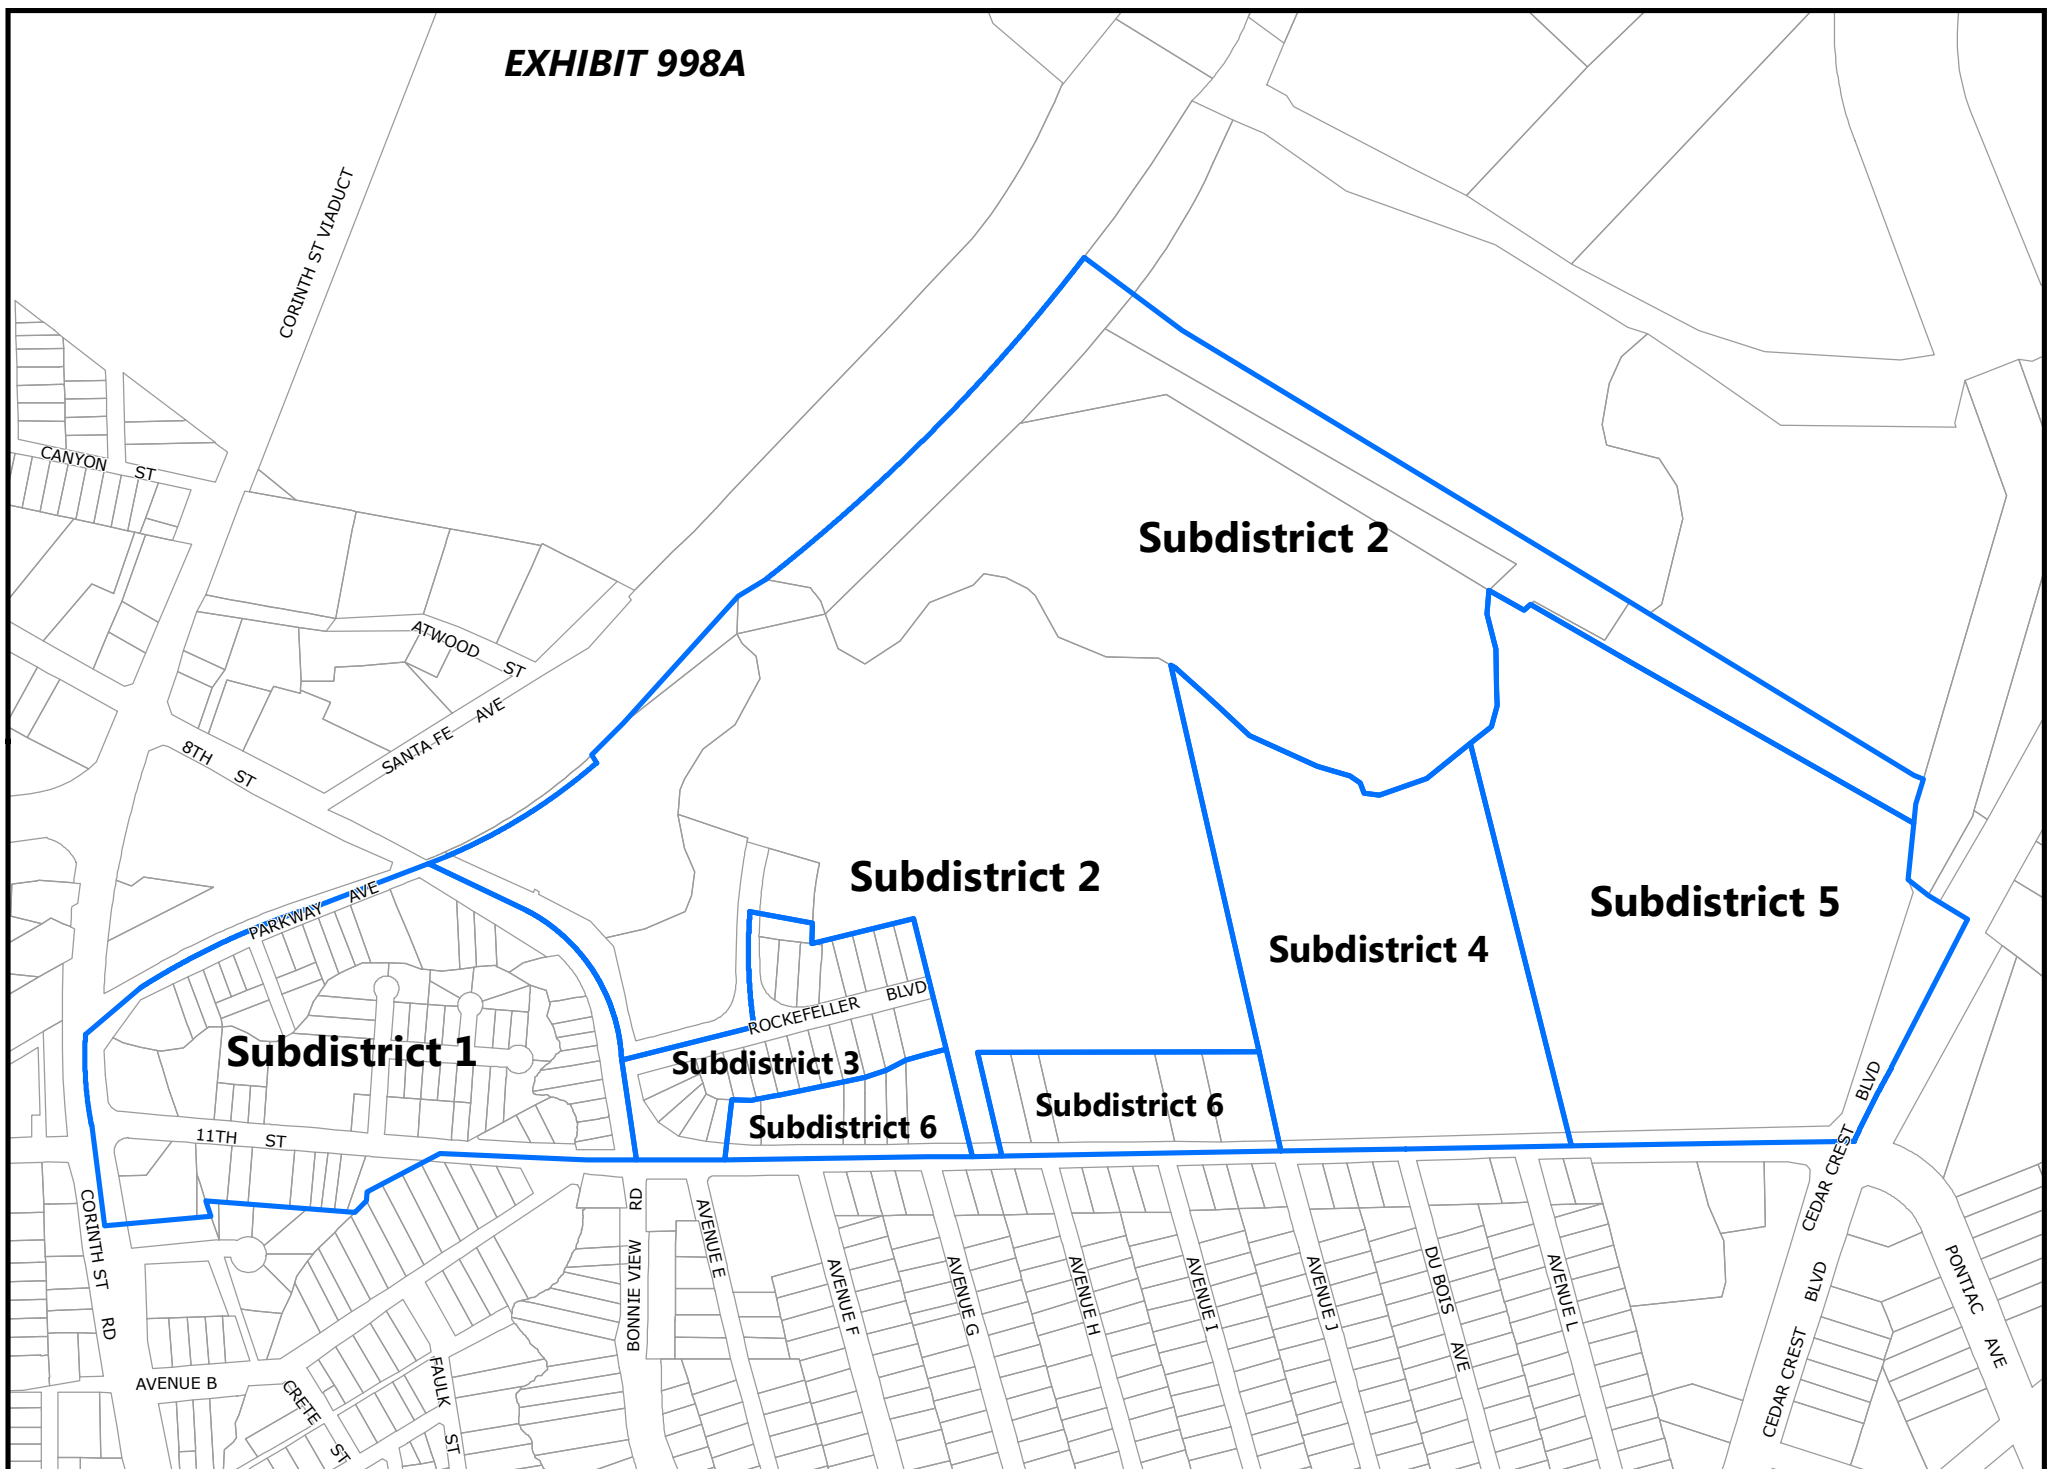 EXHIBIT 998A
CORINTH ST VIADUCT
CANYON ST
ATWOOD ST
SANTA FE AVE
8TH ST
PARKWAY AVE
Subdistrict 2
Subdistrict 2
Subdistrict 5
Subdistrict 4
ROCKEFELLER BLVD
Subdistrict 1
Subdistrict 3
Subdistrict 6
Subdistrict 6
11TH ST
CEDAR CREST BLVD
CORINTH ST RD
BONNIE VIEW RD
AVENUE E
AVENUE F
AVENUE G
AVENUE H
AVENUE I
AVENUE J
DU BOIS AVE
AVENUE L
CEDAR CREST BLVD
PONTIAC AVE
AVENUE B
CRETE ST
FAULK ST